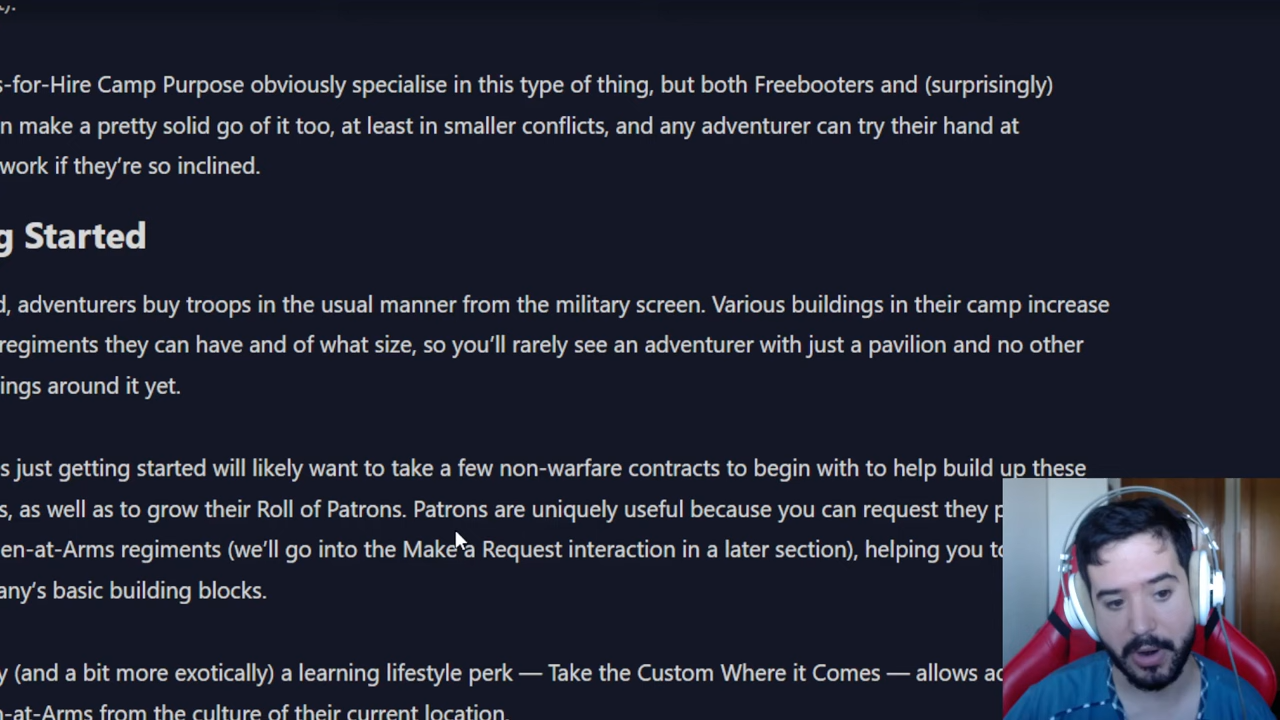 s-for-Hire Camp Purpose obviously specialise in this type of thing, but both Freebooters and (surprisingly)
n make a pretty solid go of it too, at least in smaller conflicts, and any adventurer can try their hand at
work if they're so inclined.
g Started
d, adventurers buy troops in the usual manner from the military screen. Various buildings in their camp increase
regiments they can have and of what size, so you'll rarely see an adventurer with just a pavilion and no other
ings around it yet.
s just getting started will likely want to take a few non-warfare contracts to begin with to help build up these
s, as well as to grow their Roll of Patrons. Patrons are uniquely useful because you can request they p
en-at-Arms regiments (we'll go into the Make a Request interaction in a later section), helping you to
any's basic building blocks.
y (and a bit more exotically) a learning lifestyle perk — Take the Custom Where it Comes — allows ad
n-at-Arms from the culture of their current location.